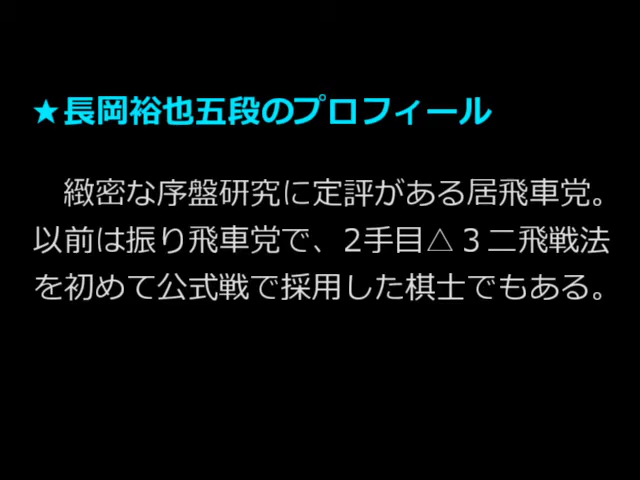 ★長岡裕也五段のプロフィール
　緻密な序盤研究に定評がある居飛車党。
以前は振り飛車党で、2手目△３二飛戦法
を初めて公式戦で採用した棋士でもある。